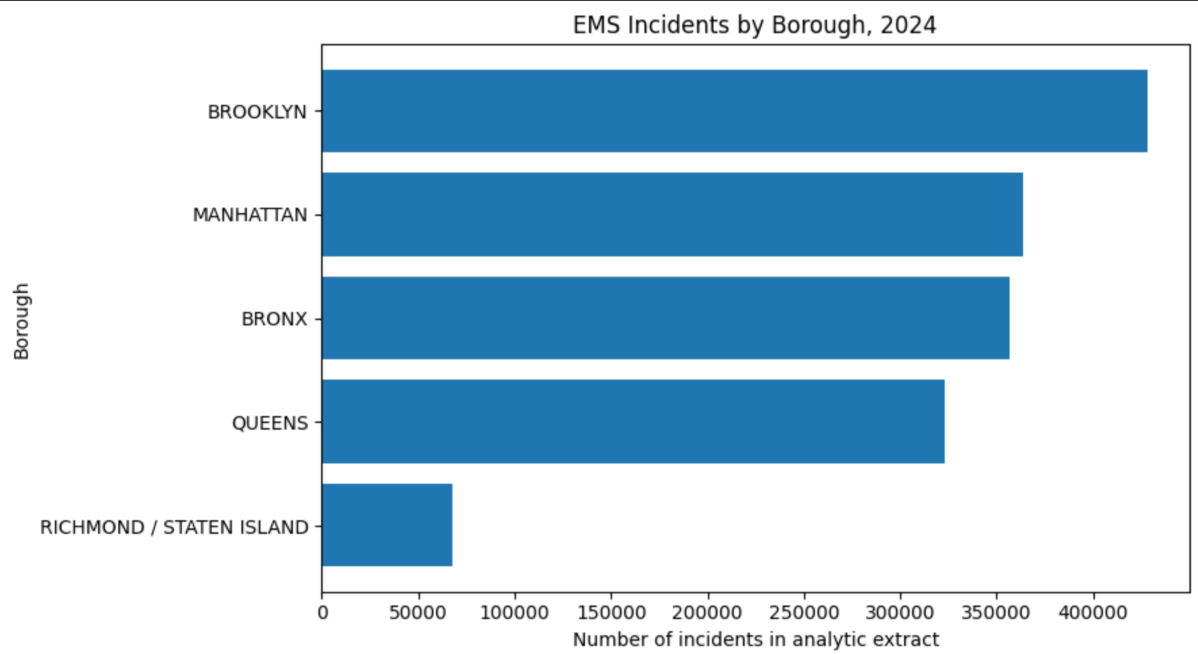 EMS Incidents by Borough, 2024
BROOKLYN
MANHATTAN
BRONX
QUEENS
RICHMOND / STATEN ISLAND
Borough
0 50000 100000 150000 200000 250000 300000 350000 400000
Number of incidents in analytic extract